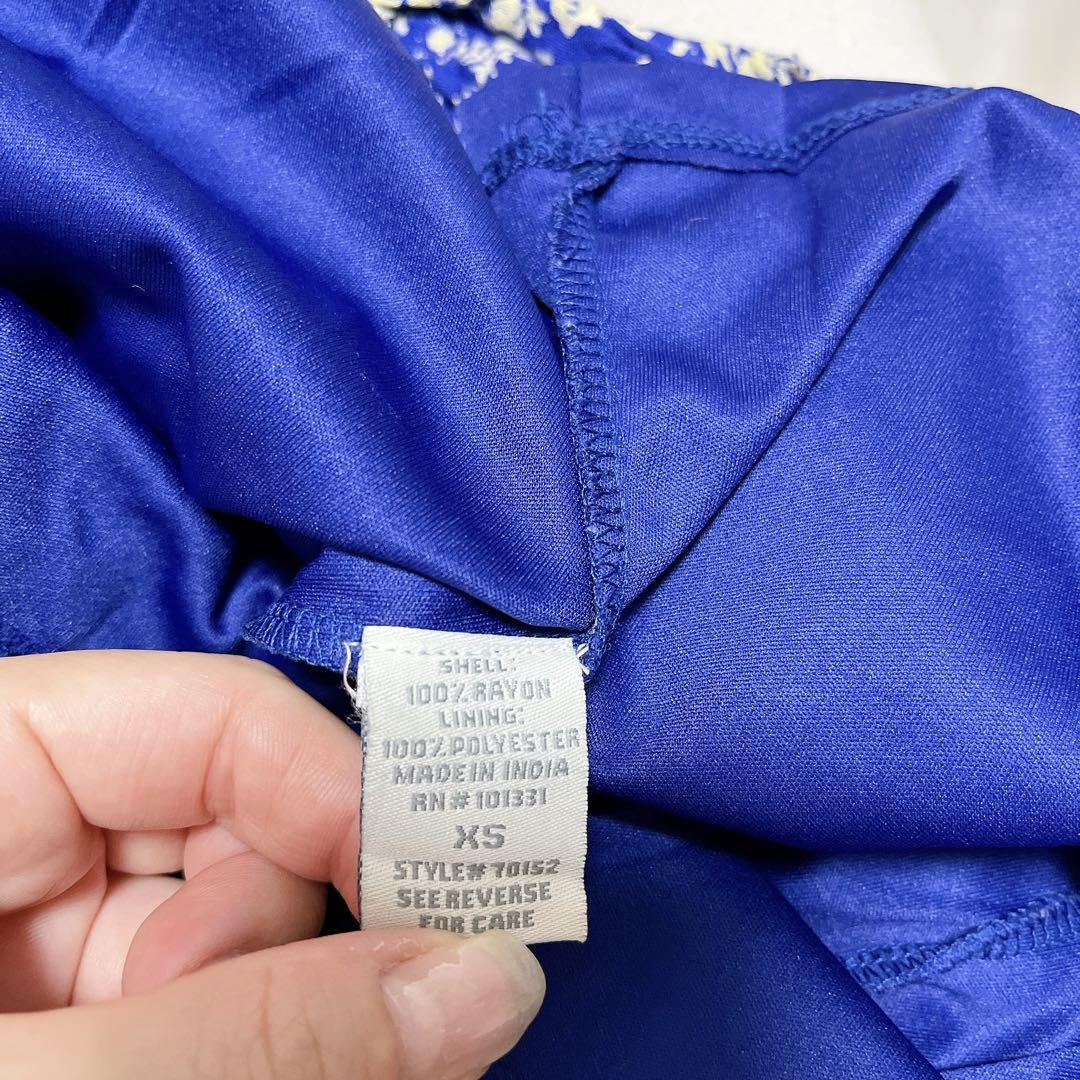 SHELL:
100% RAYON
LINING:
100% POLYESTER
MADE IN INDIA
RN # 101331
XS
STYLE# 70152
SEE REVERSE
FOR CARE